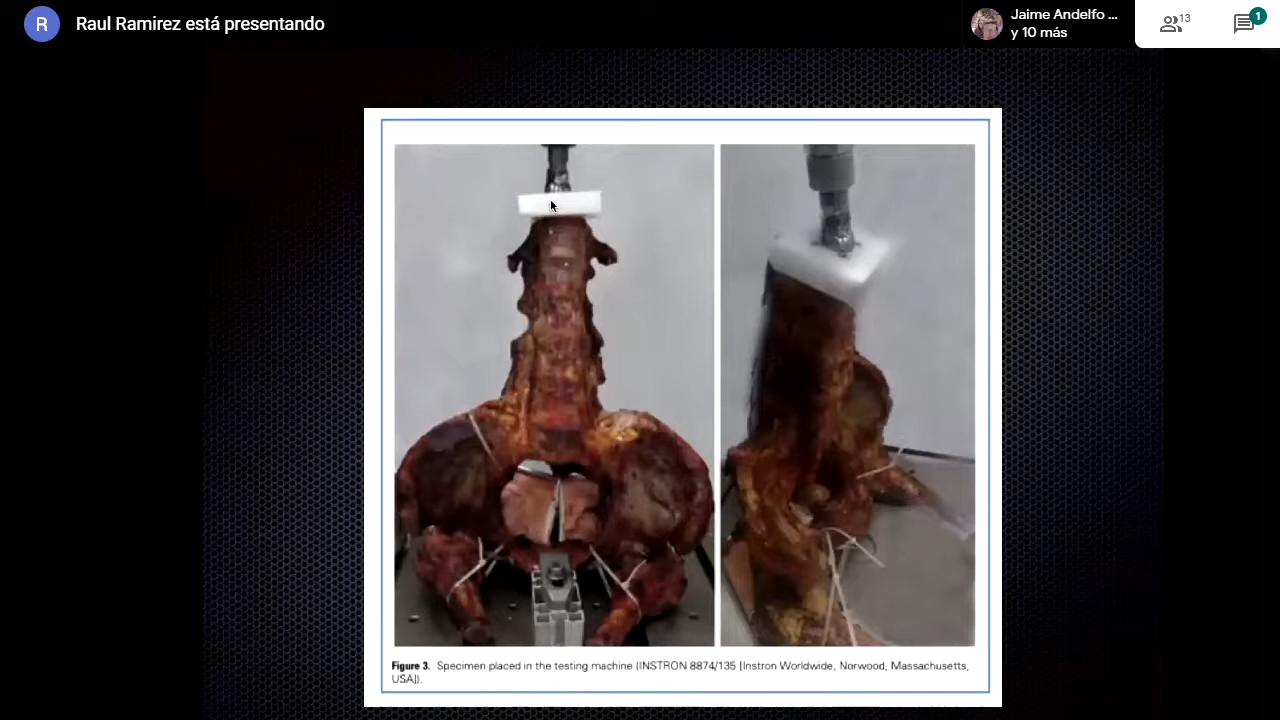 R
Raul Ramirez está presentando
Jaime Andelfo ...
y 10 más
13
1
Figure 3. Specimen placed in the testing machine (INSTRON 8874/135 [Instron Worldwide, Norwood, Massachusetts,
USA]).